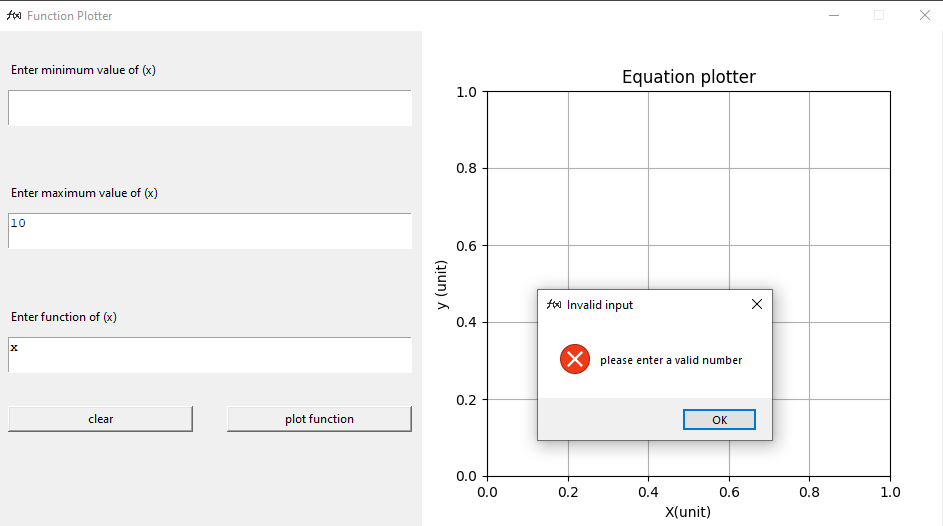 f(x) Function Plotter
Enter minimum value of (x)
Enter maximum value of (x)
10
Enter function of (x)
x
clear
plot function
Equation plotter
1.0
0.8
0.6
0.4
0.2
0.0
y (unit)
0.0 0.2 0.4 0.6 0.8 1.0
X(unit)
f(x) Invalid input
please enter a valid number
OK